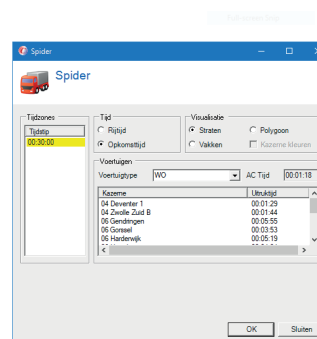 Spider
Spider
Tijdzones
Tijdstip
00:30:00
Tijd
Rijtijd
Opkomsttijd
Visualisatie
Straten
Polygoon
Vakken
Kazerne kleuren
Voertuigen
Voertuigtype WO AC Tijd 00:01:18
Kazerne Uitruktijd
04 Deventer 1 00:01:29
04 Zwolle Zuid B 00:01:44
06 Gendringen 00:05:55
06 Gorssel 00:03:53
06 Harderwijk 00:05:19
OK Sluiten